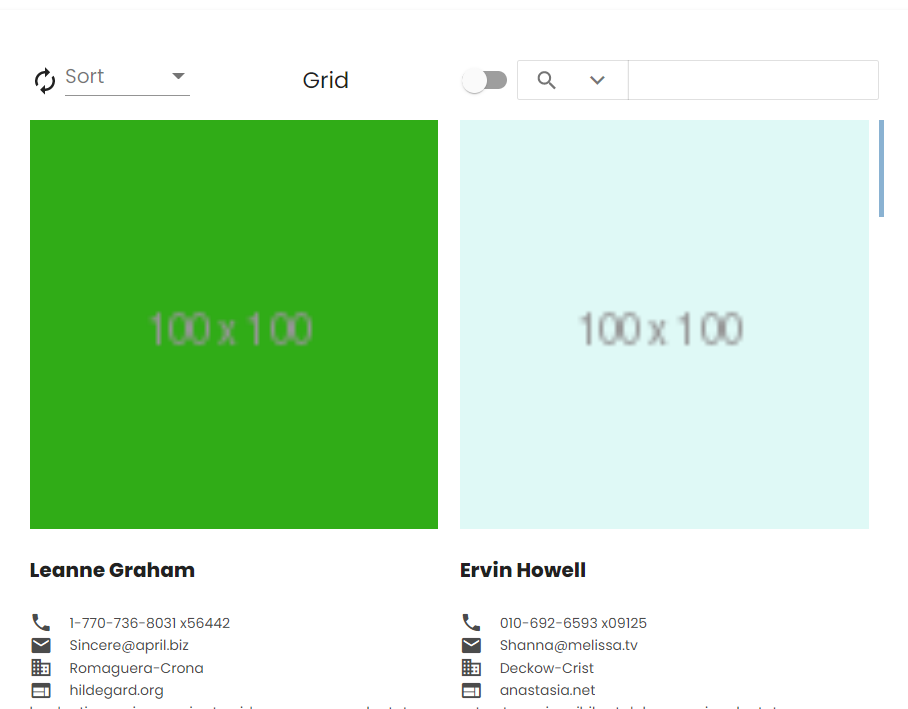 Sort
Grid
100 x 100
100 x 100
Leanne Graham
Ervin Howell
1-770-736-8031 x56442
010-692-6593 x09125
Sincere@april.biz
Shanna@melissa.tv
Romaguera-Crona
Deckow-Crist
hildegard.org
anastasia.net